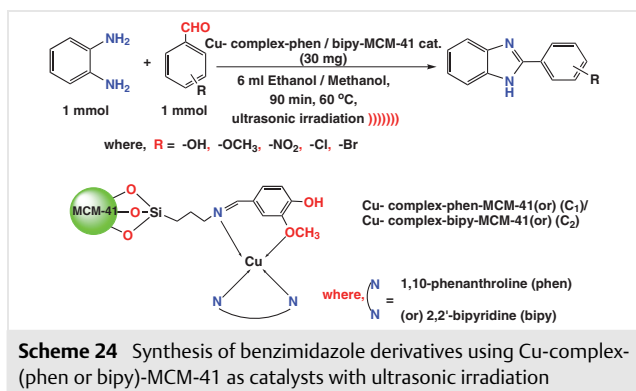 NH₂
NH₂
1 mmol
+
CHO
R
1 mmol
Cu- complex-phen / bipy-MCM-41 cat.
(30 mg)
6 ml Ethanol / Methanol,
90 min, 60 ºC,
ultrasonic irradiation )))))))
N
NH
R
where, R = -OH, -OCH₃, -NO₂, -Cl, -Br
MCM-41
O
O
O
Si
N
OH
OCH₃
Cu
N
N
Cu- complex-phen-MCM-41(or) (C₁)/
Cu- complex-bipy-MCM-41(or) (C₂)
where,
N
N
=
1,10-phenanthroline (phen)
(or) 2,2'-bipyridine (bipy)
Scheme 24 Synthesis of benzimidazole derivatives using Cu-complex-
(phen or bipy)-MCM-41 as catalysts with ultrasonic irradiation